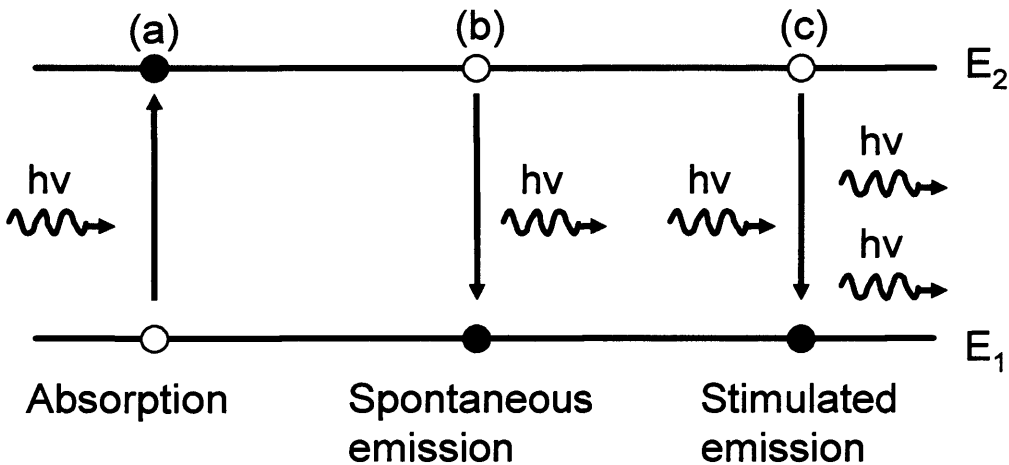 (a) (b) (c)
E₂
hv
hv hv hv
hv
E₁
Absorption Spontaneous emission Stimulated emission